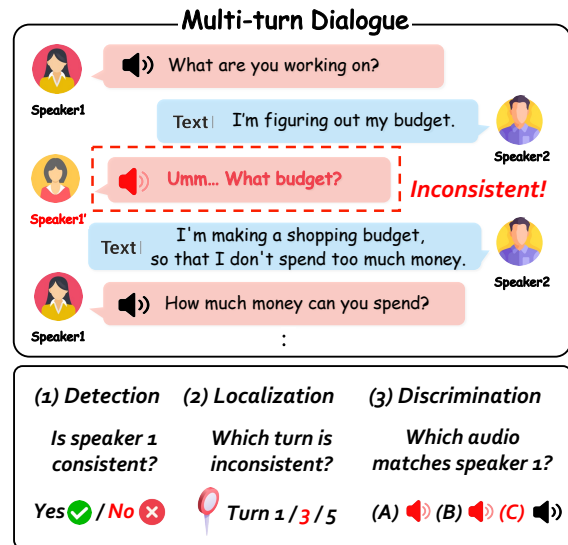 Multi-turn Dialogue
What are you working on?
Speaker1
Text I'm figuring out my budget.
Speaker2
Umm... What budget?
Inconsistent!
Speaker1'
Text I'm making a shopping budget,
so that I don't spend too much money.
Speaker2
How much money can you spend?
Speaker1
:
(1) Detection (2) Localization (3) Discrimination
Is speaker 1 Which turn is Which audio
consistent? inconsistent? matches speaker 1?
Yes / No Turn 1 / 3 / 5 (A) (B) (C)